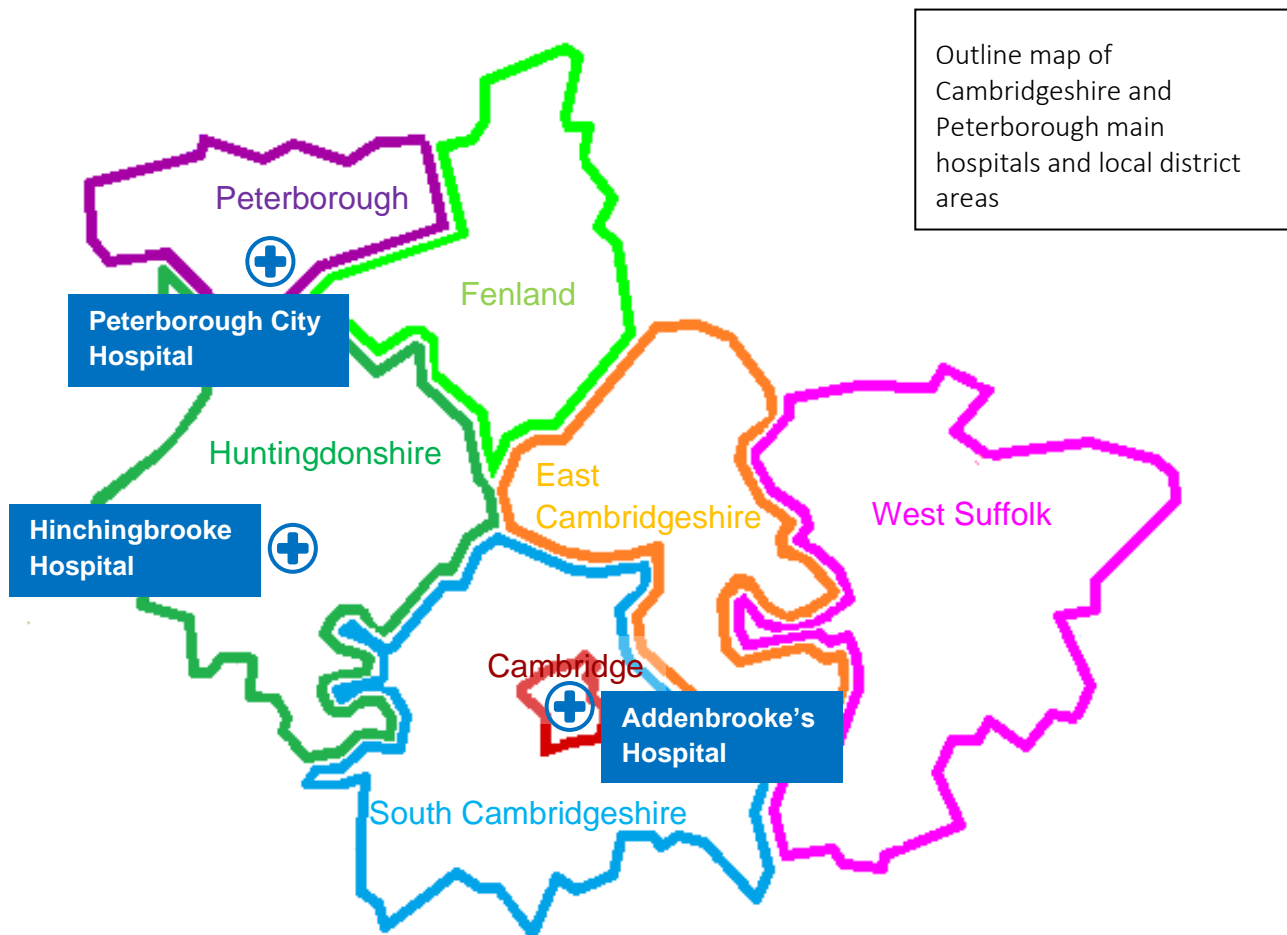 Outline map of
Cambridgeshire and
Peterborough main
hospitals and local district
areas
Peterborough
Fenland
Peterborough City
Hospital
Huntingdonshire
East
Cambridgeshire
West Suffolk
Hinchingbrooke
Hospital
Cambridge
Addenbrooke's
Hospital
South Cambridgeshire